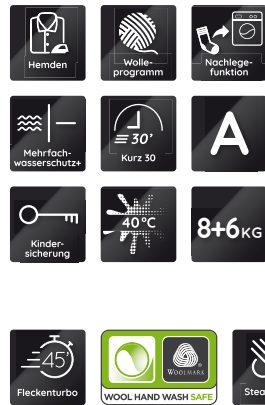 Hemden
Wolle-
programm
Nachlege-
funktion
Mehrfach-
wasserschutz+
30'
Kurz 30
A
Kinder-
sicherung
40°C
8+6KG
45'
Fleckenturbo
WOOLMARK
WOOL HAND WASH SAFE